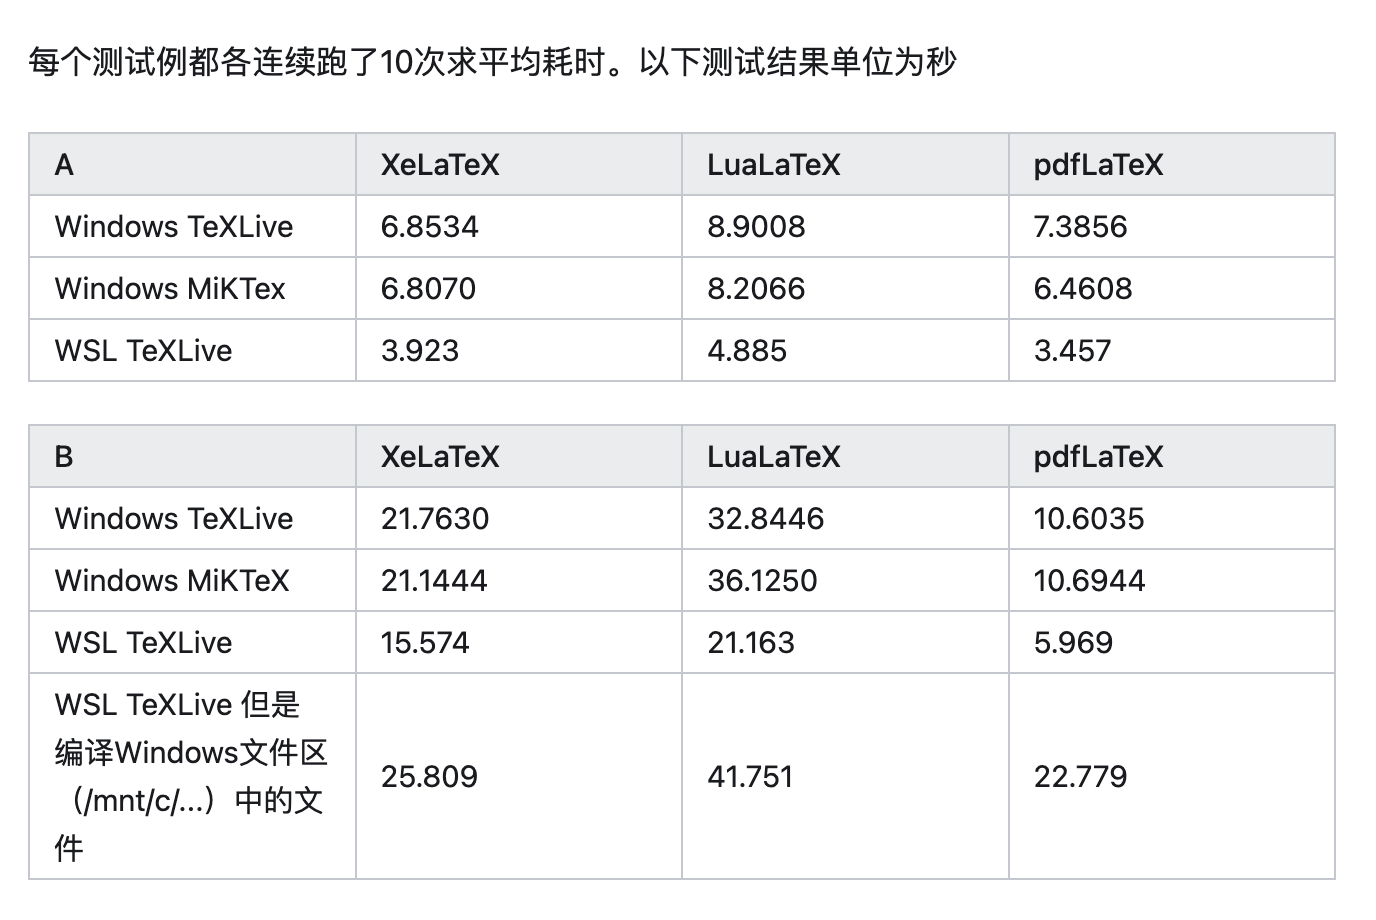 每个测试例都各连续跑了10次求平均耗时。以下测试结果单位为秒
A XeLaTeX LuaLaTeX pdfLaTeX
Windows TeXLive 6.8534 8.9008 7.3856
Windows MiKTex 6.8070 8.2066 6.4608
WSL TeXLive 3.923 4.885 3.457
B XeLaTeX LuaLaTeX pdfLaTeX
Windows TeXLive 21.7630 32.8446 10.6035
Windows MiKTeX 21.1444 36.1250 10.6944
WSL TeXLive 15.574 21.163 5.969
WSL TeXLive 但是
编译Windows文件区
（/mnt/c/...）中的文
件
25.809 41.751 22.779